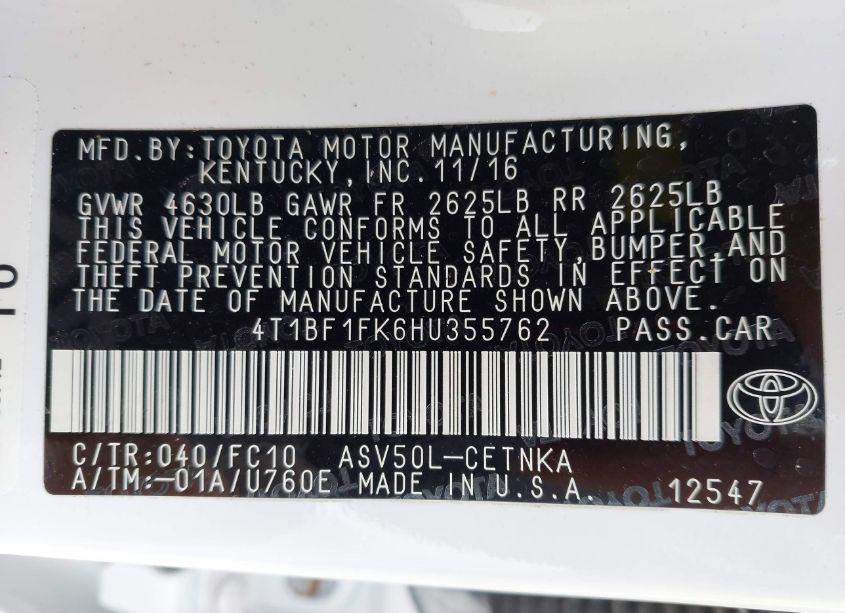 MFD.BY:TOYOTA MOTOR MANUFACTURING,
KENTUCKY,INC.11/16
GVWR 4630LB GAWR FR 2625LB RR 2625LB
THIS VEHICLE CONFORMS TO ALL APPLICABLE
FEDERAL MOTOR VEHICLE SAFETY,BUMPER,AND
THEFT PREVENTION STANDARDS IN EFFECT ON
THE DATE OF MANUFACTURE SHOWN ABOVE.
4T1BF1FK6HU355762 PASS.CAR
C/TR:040/FC10 ASV50L-CETNKA
A/TM:-01A/U760E MADE IN U.S.A. 12547